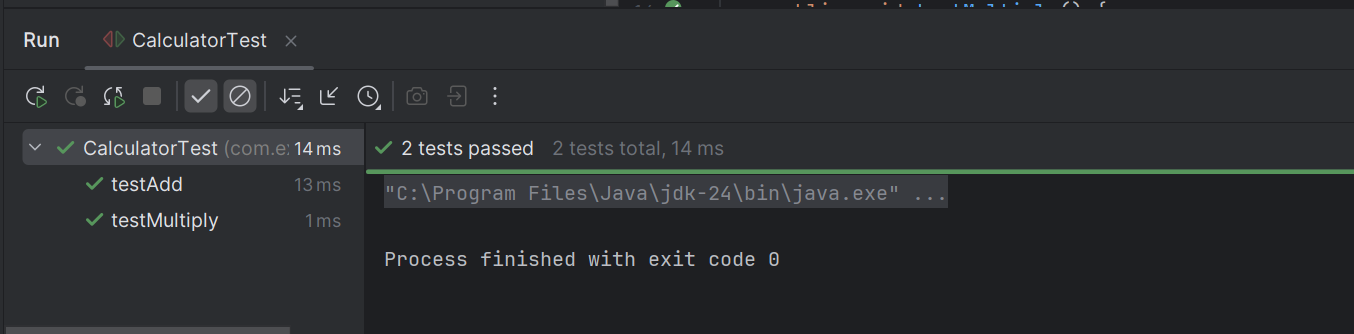 Run CalculatorTest
CalculatorTest (com.e 14 ms
2 tests passed 2 tests total, 14 ms
testAdd 13 ms
testMultiply 1 ms
"C:\Program Files\Java\jdk-24\bin\java.exe" ...
Process finished with exit code 0